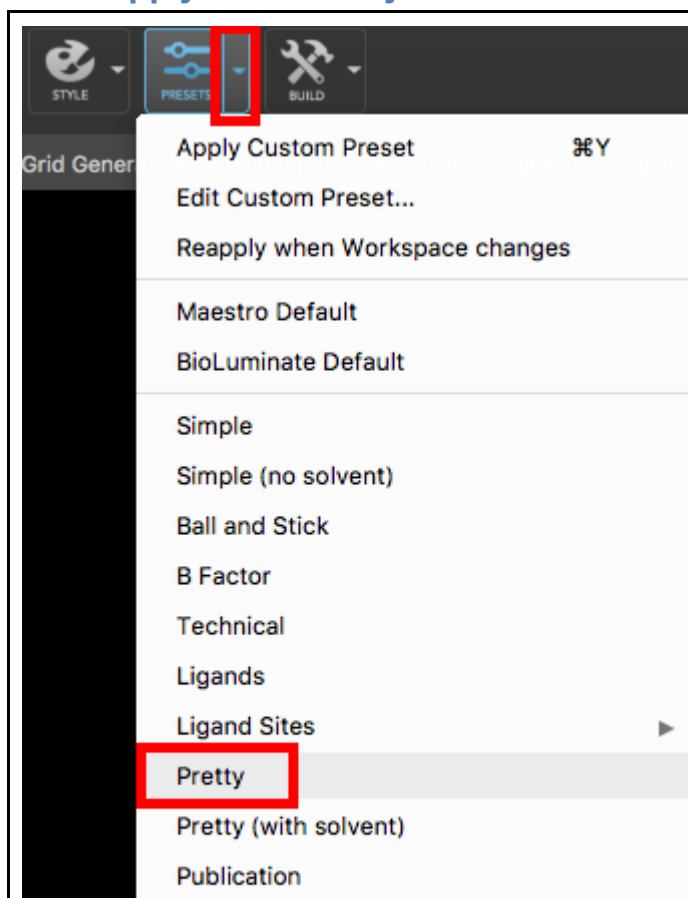 STYLE PRESETS BUILD
Grid Gener
Apply Custom Preset ⌘Y
Edit Custom Preset...
Reapply when Workspace changes
Maestro Default
BioLuminate Default
Simple
Simple (no solvent)
Ball and Stick
B Factor
Technical
Ligands
Ligand Sites ▶
Pretty
Pretty (with solvent)
Publication